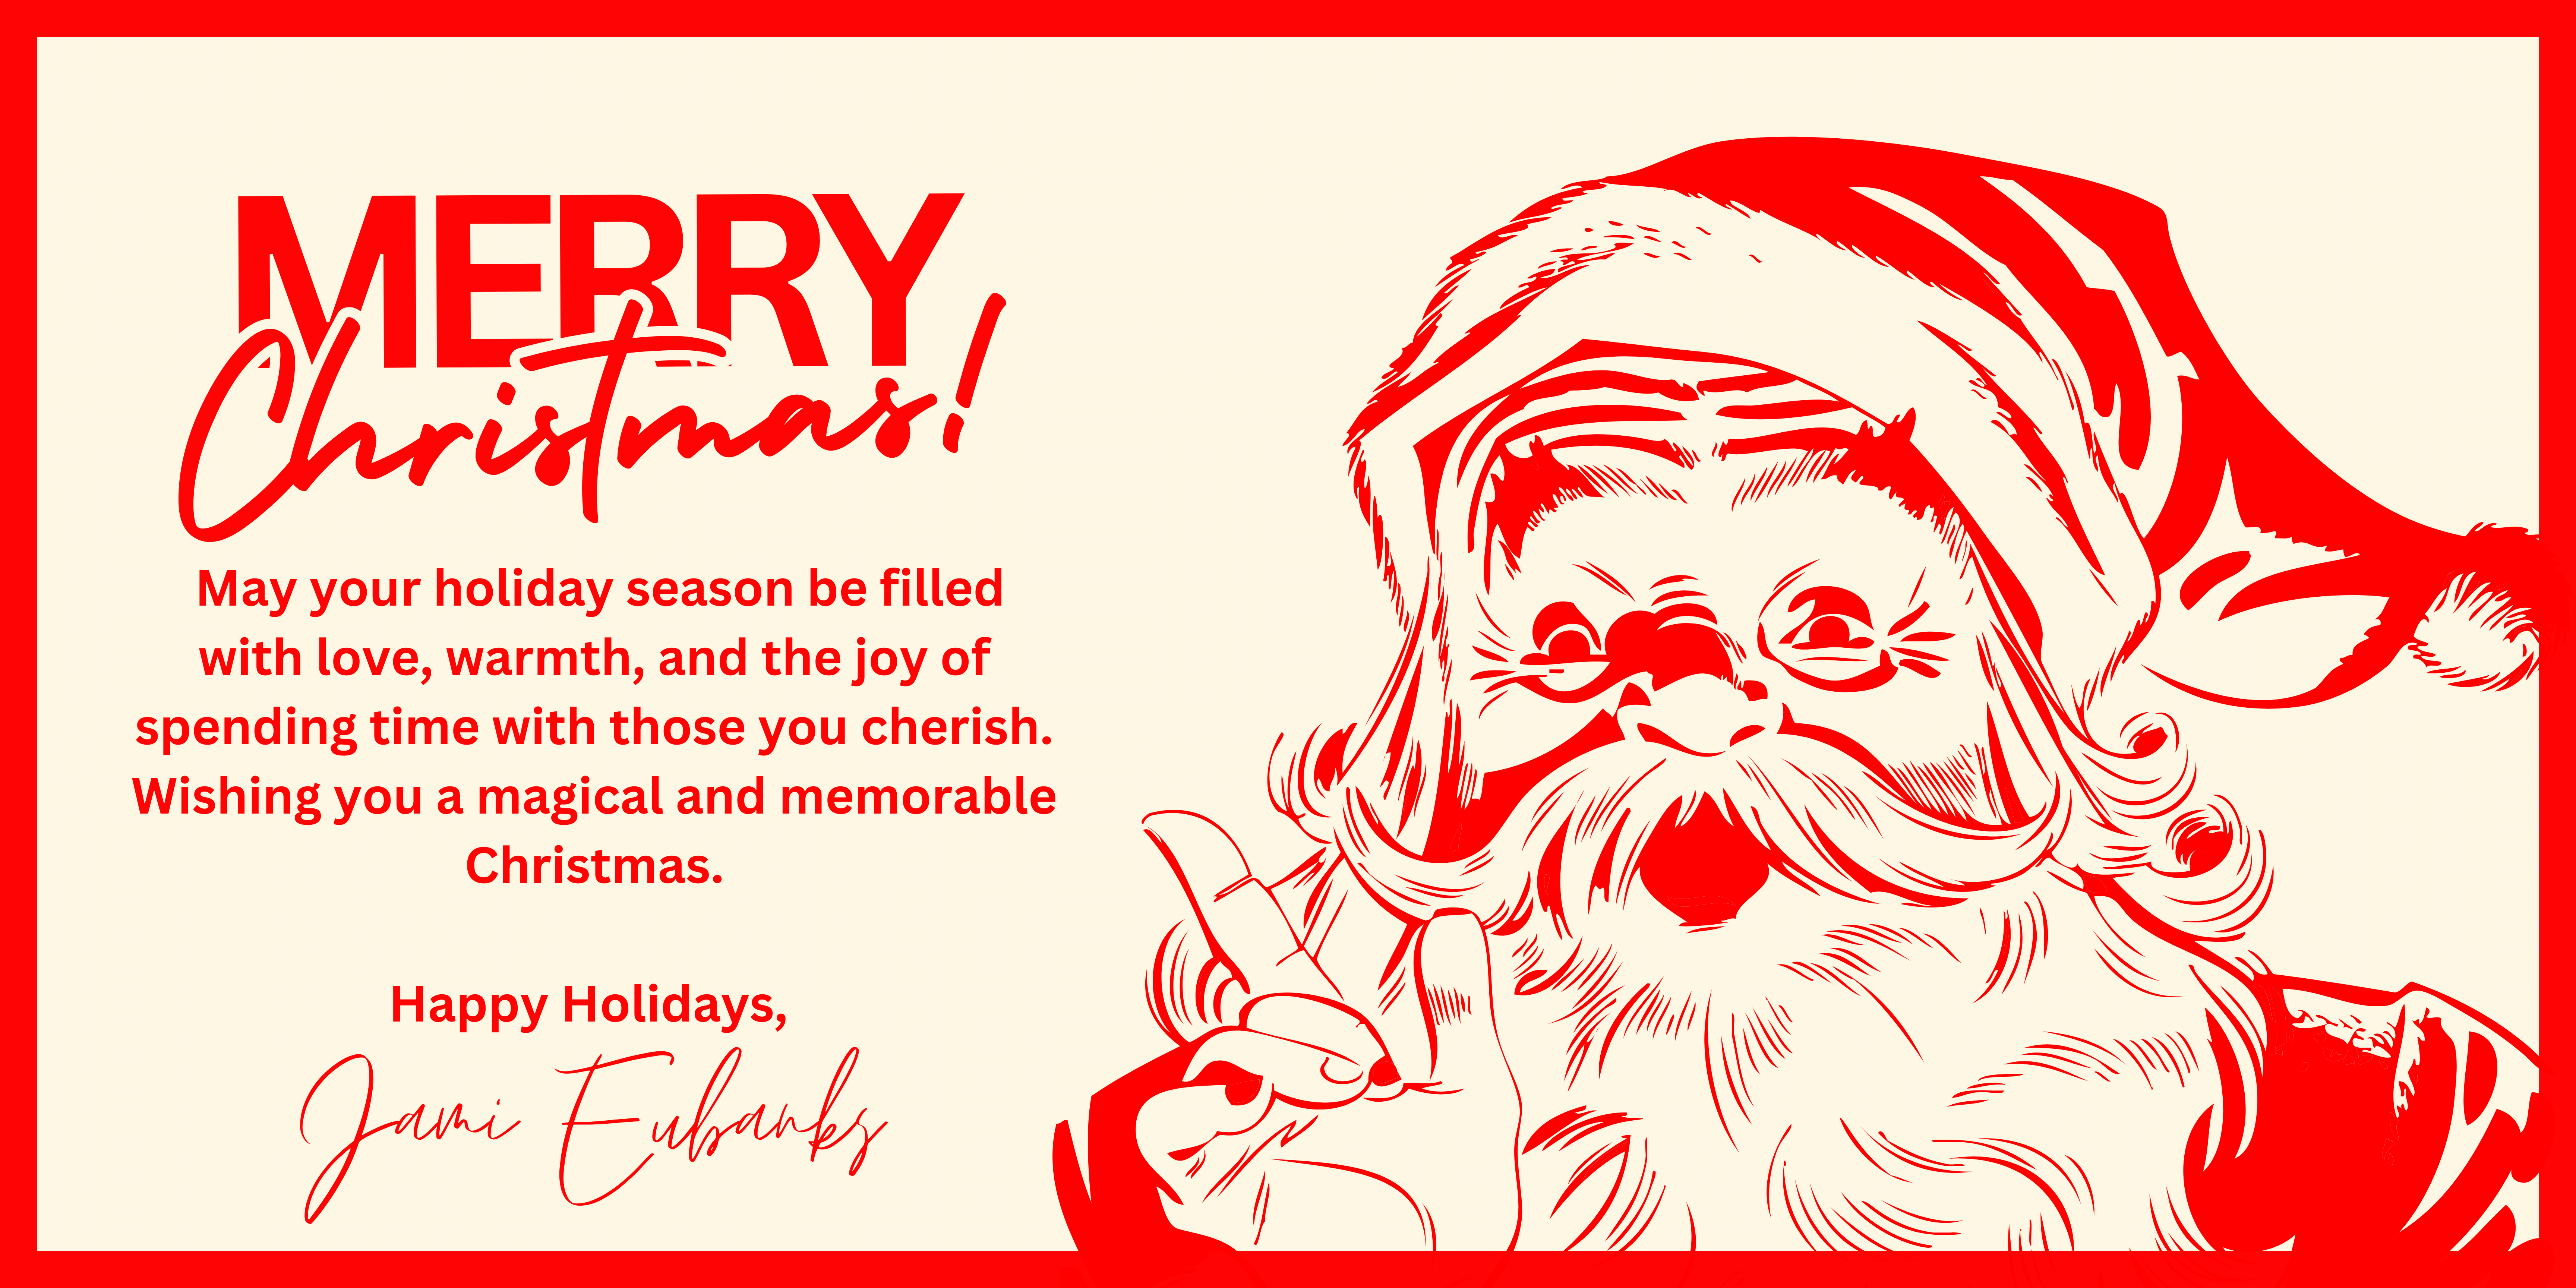 MERRY
Christmas!
May your holiday season be filled
with love, warmth, and the joy of
spending time with those you cherish.
Wishing you a magical and memorable
Christmas.
Happy Holidays,
Jami Eubanks